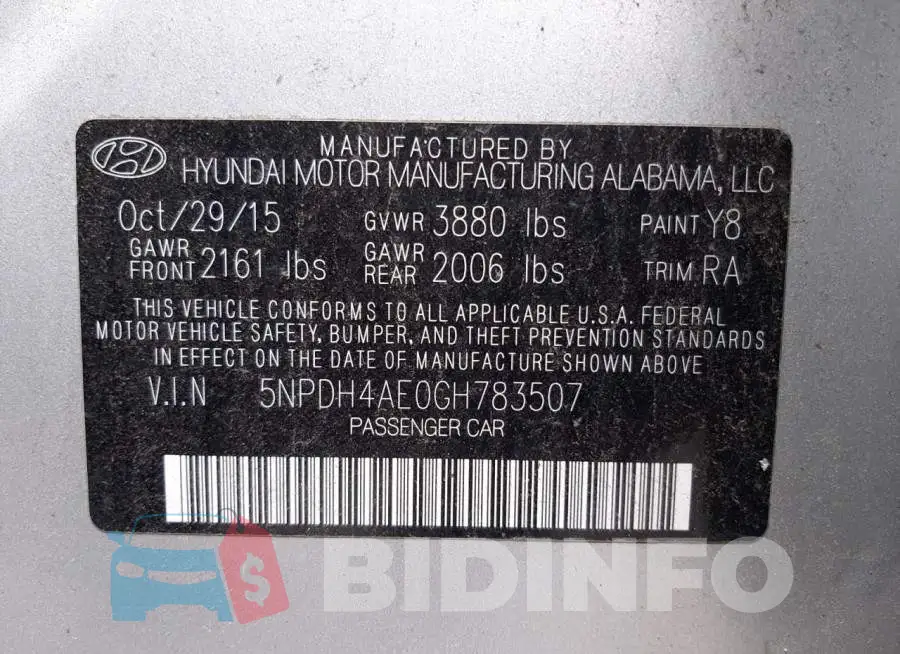 MANUFACTURED BY
HYUNDAI MOTOR MANUFACTURING ALABAMA, LLC
Oct/29/15 GVWR 3880 lbs PAINT Y8
GAWR FRONT 2161 lbs GAWR REAR 2006 lbs TRIM RA
THIS VEHICLE CONFORMS TO ALL APPLICABLE U.S.A. FEDERAL
MOTOR VEHICLE SAFETY, BUMPER, AND THEFT PREVENTION STANDARDS
IN EFFECT ON THE DATE OF MANUFACTURE SHOWN ABOVE.
V.I.N 5NPDH4AE0GH783507
PASSENGER CAR
$ BIDINFO